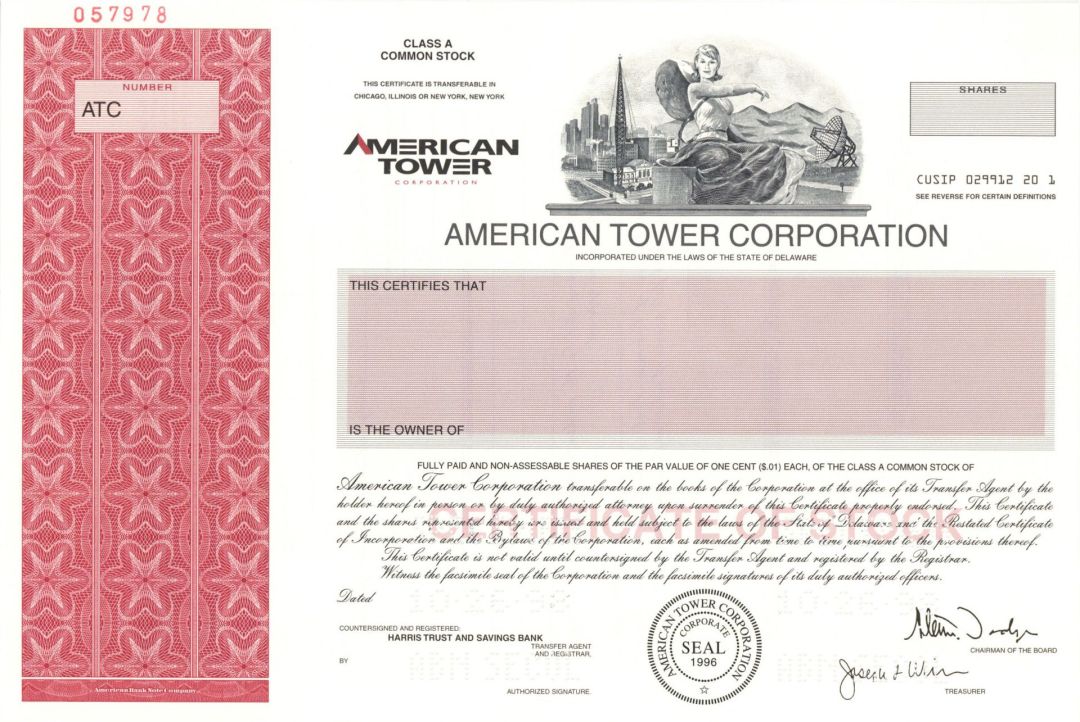 057978
NUMBER
ATC
CLASS A
COMMON STOCK
THIS CERTIFICATE IS TRANSFERABLE IN
CHICAGO, ILLINOIS OR NEW YORK, NEW YORK
AMERICAN
TOWER
CORPORATION
SHARES
CUSIP 029912 20 1
SEE REVERSE FOR CERTAIN DEFINITIONS
AMERICAN TOWER CORPORATION
INCORPORATED UNDER THE LAWS OF THE STATE OF DELAWARE
THIS CERTIFIES THAT
IS THE OWNER OF
FULLY PAID AND NON-ASSESSABLE SHARES OF THE PAR VALUE OF ONE CENT ($.01) EACH, OF THE CLASS A COMMON STOCK OF
American Tower Corporation transferable on the books of the Corporation at the office of its Transfer Agent by the
holder hereof in person or by duly authorized attorney upon surrender of this Certificate properly endorsed. This Certificate
and the shares represented hereby are issued and held subject to the laws of the State of Delaware and the Restated Certificate
of Incorporation and the Bylaws of the Corporation, each as amended from time to time pursuant to the provisions thereof.
This Certificate is not valid until countersigned by the Transfer Agent and registered by the Registrar.
Witness the facsimile seal of the Corporation and the facsimile signatures of its duly authorized officers.
CERTIFICATE OF STOCK
Dated
COUNTERSIGNED AND REGISTERED:
HARRIS TRUST AND SAVINGS BANK
TRANSFER AGENT
AND REGISTRAR,
BY
AUTHORIZED SIGNATURE.
AMERICAN TOWER CORPORATION
CORPORATE
SEAL
1996
CHAIRMAN OF THE BOARD
TREASURER
American Bank Note Company